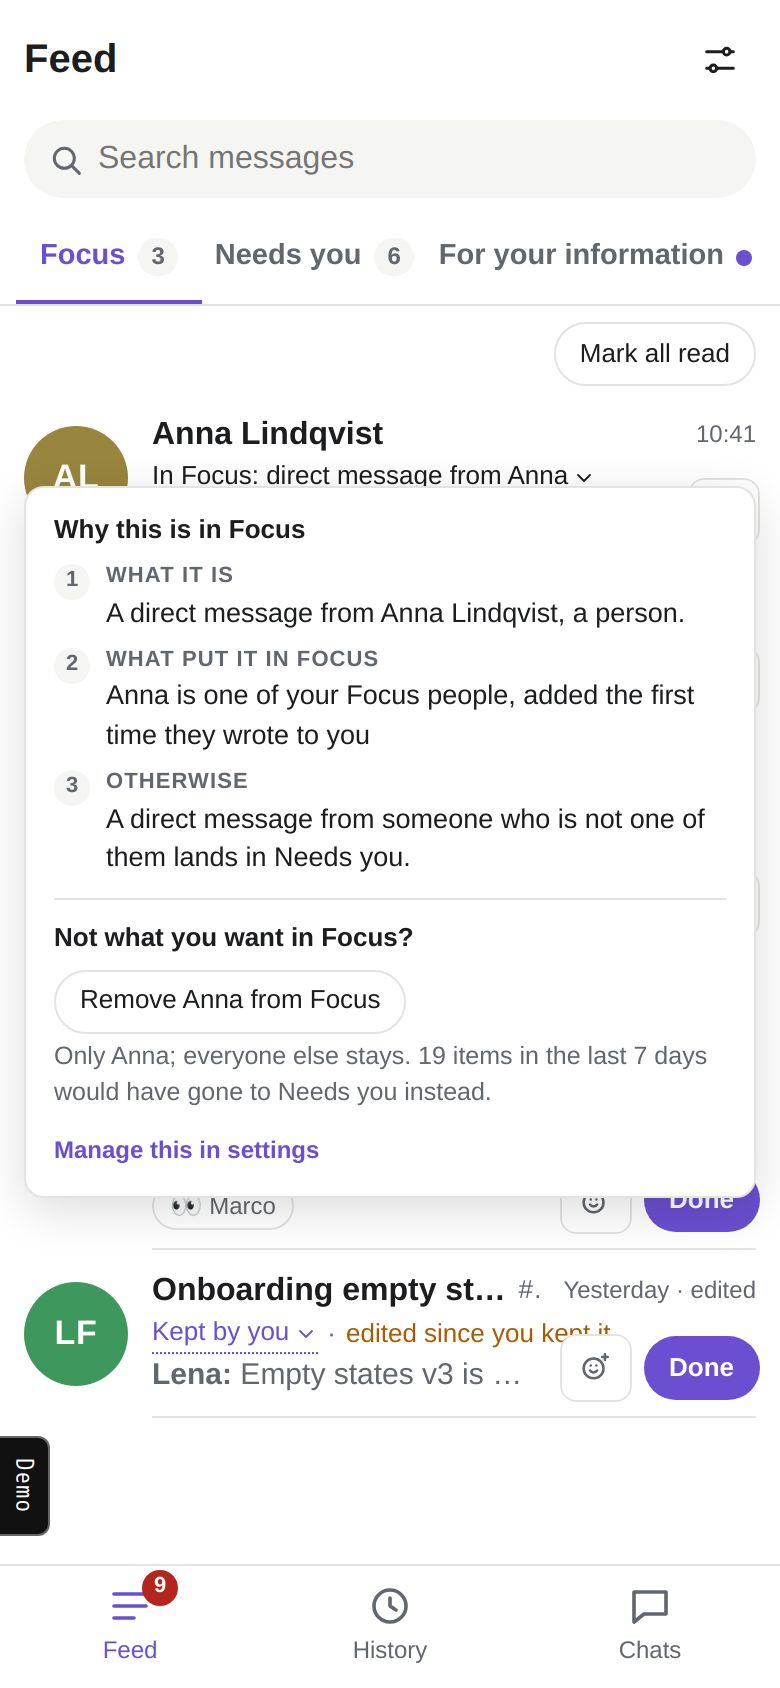 Feed
Search messages
Focus 3 Needs you 6 For your information
Mark all read
Anna Lindqvist 10:41
AL
In Focus: direct message from Anna
Why this is in Focus
1 WHAT IT IS
A direct message from Anna Lindqvist, a person.
2 WHAT PUT IT IN FOCUS
Anna is one of your Focus people, added the first
time they wrote to you
3 OTHERWISE
A direct message from someone who is not one of
them lands in Needs you.
Not what you want in Focus?
Remove Anna from Focus
Only Anna; everyone else stays. 19 items in the last 7 days
would have gone to Needs you instead.
Manage this in settings
👀 Marco Done
Onboarding empty st… #. Yesterday · edited
LF
Kept by you · edited since you kept it
Lena: Empty states v3 is … Done
Demo
9
Feed History Chats